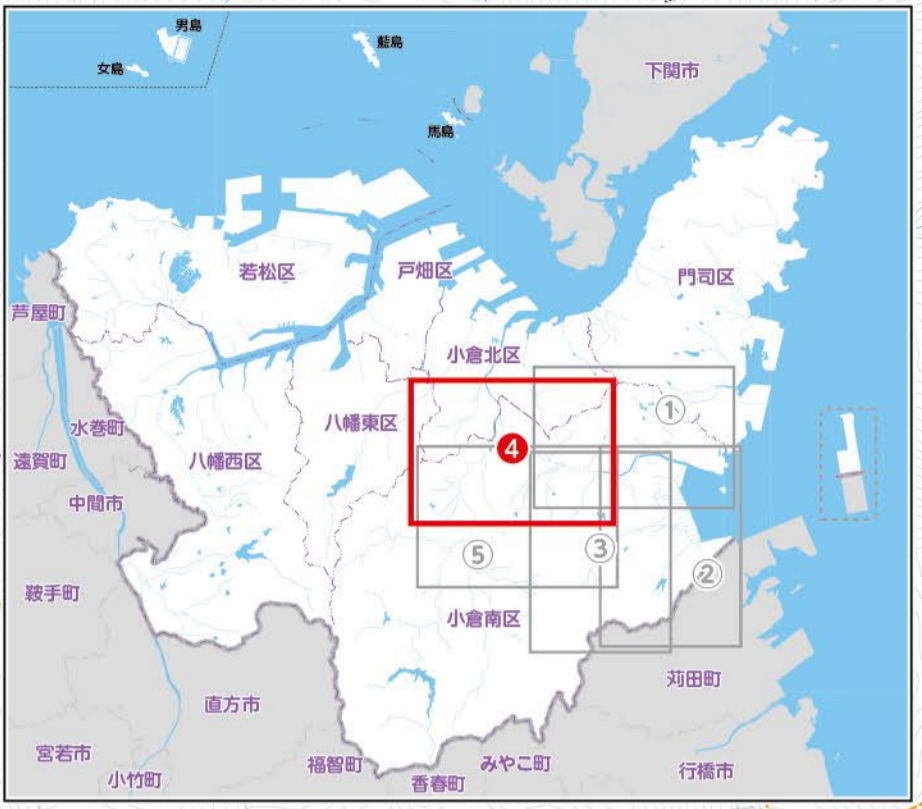 男島
女島
藍島
馬島
下関市
若松区
戸畑区
門司区
芦屋町
小倉北区
①
水巻町
八幡東区
遠賀町
八幡西区
④
中間市
⑤
③
②
鞍手町
小倉南区
苅田町
直方市
宮若市
小竹町
福智町
香春町
みやこ町
行橋市